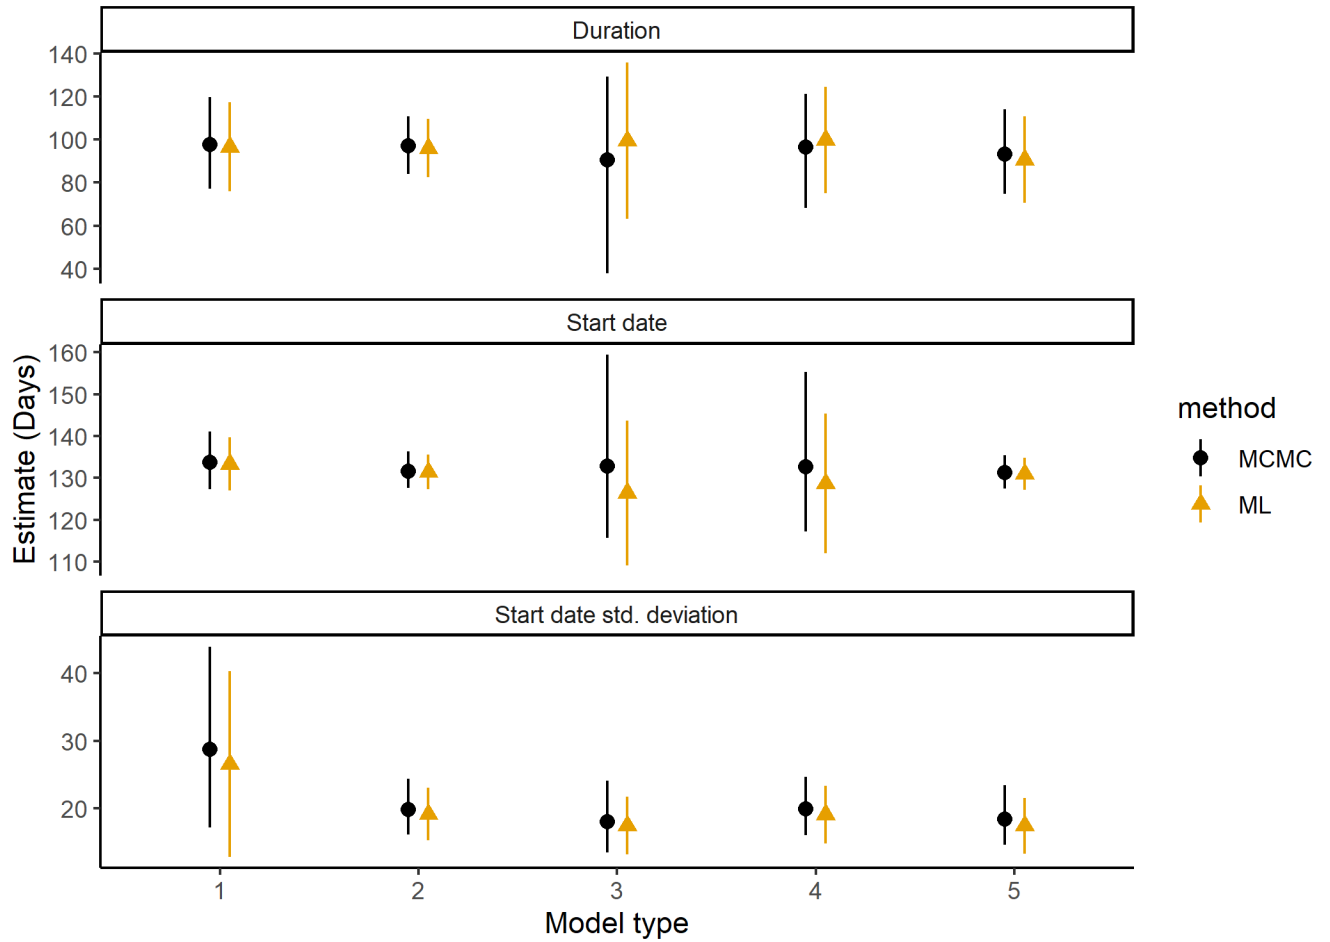 Duration
140
120
100
80
60
40
Start date
160
150
140
130
120
110
Start date std. deviation
40
30
20
1 2 3 4 5
Model type
Estimate (Days)
method
MCMC
ML